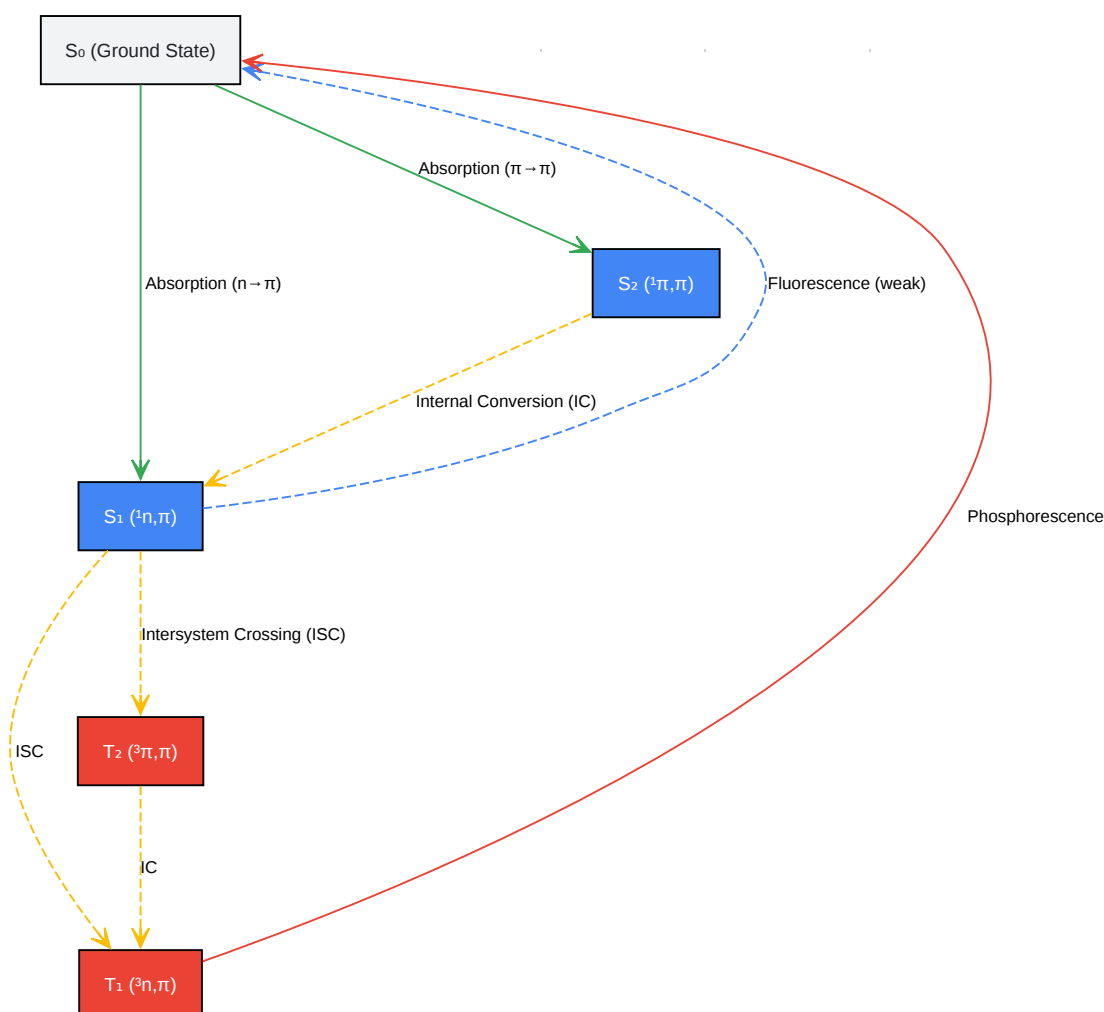 S₀ (Ground State)
Absorption (π→π)
Absorption (n→π)
S₂ (¹π,π)
Fluorescence (weak)
Internal Conversion (IC)
S₁ (¹n,π)
Phosphorescence
Intersystem Crossing (ISC)
ISC
T₂ (³π,π)
IC
T₁ (³n,π)